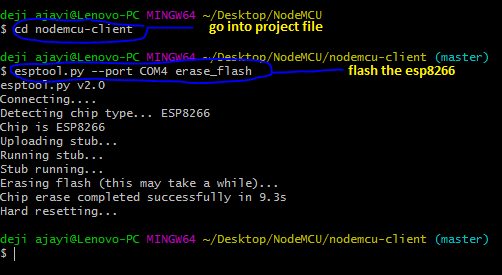 deji ajayi@Lenovo-PC MINGW64 ~/Desktop/NodeMCU
$ cd nodemcu-client go into project file
deji ajayi@Lenovo-PC MINGW64 ~/Desktop/NodeMCU/nodemcu-client (master)
$ esptool.py --port COM4 erase_flash flash the esp8266
esptool.py v2.0
Connecting....
Detecting chip type... ESP8266
Chip is ESP8266
Uploading stub...
Running stub...
Stub running...
Erasing flash (this may take a while)...
Chip erase completed successfully in 9.3s
Hard resetting...
deji ajayi@Lenovo-PC MINGW64 ~/Desktop/NodeMCU/nodemcu-client (master)
$